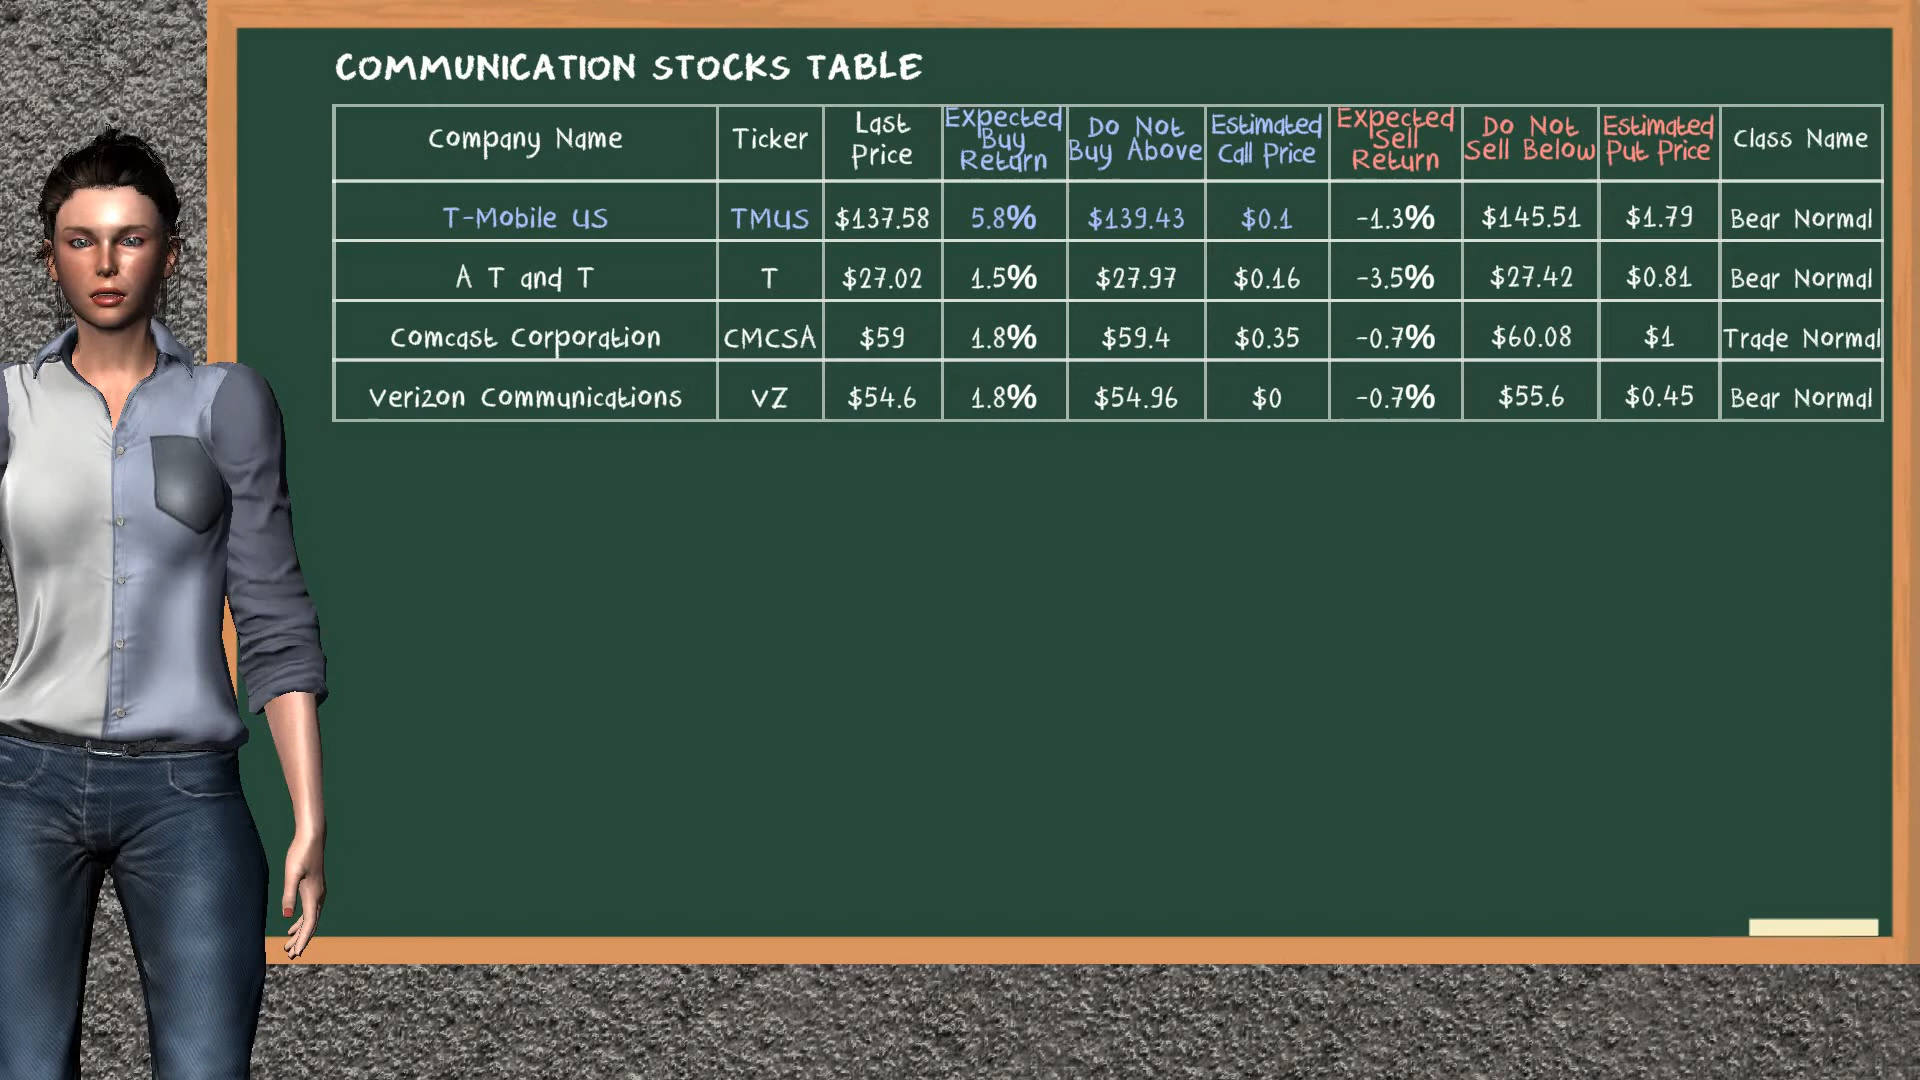 COMMUNICATION STOCKS TABLE
Company Name Ticker Last Price Expected Buy Return Do Not Buy Above Estimated Call Price Expected Sell Return Do Not Sell Below Estimated Put Price Class Name
T-Mobile US TMUS $137.58 5.8% $139.43 $0.1 -1.3% $145.51 $1.79 Bear Normal
A T and T T $27.02 1.5% $27.97 $0.16 -3.5% $27.42 $0.81 Bear Normal
Comcast Corporation CMCSA $59 1.8% $59.4 $0.35 -0.7% $60.08 $1 Trade Normal
Verizon Communications VZ $54.6 1.8% $54.96 $0 -0.7% $55.6 $0.45 Bear Normal